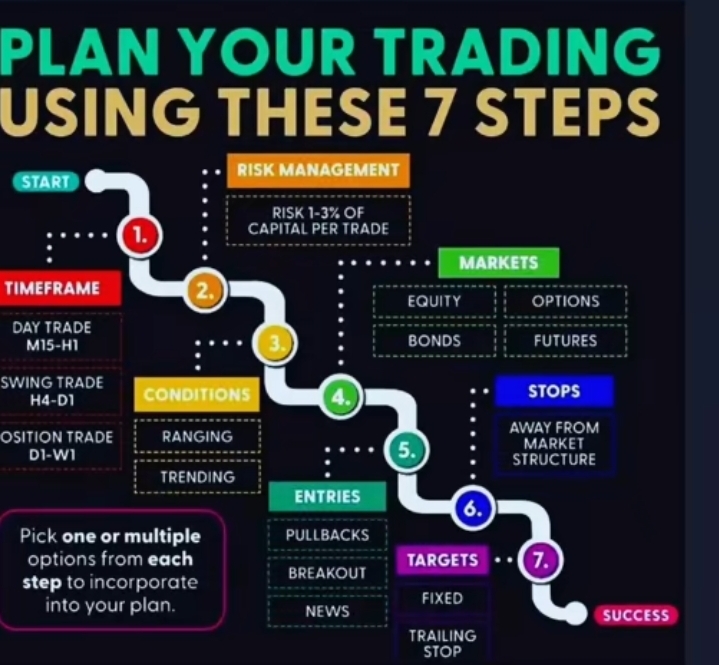 PLAN YOUR TRADING
USING THESE 7 STEPS
START
1.
TIMEFRAME
DAY TRADE
M15-H1
SWING TRADE
H4-D1
OSITION TRADE
D1-W1
2.
RISK MANAGEMENT
RISK 1-3% OF
CAPITAL PER TRADE
3.
CONDITIONS
RANGING
TRENDING
4.
MARKETS
EQUITY
OPTIONS
BONDS
FUTURES
5.
ENTRIES
PULLBACKS
BREAKOUT
NEWS
6.
STOPS
AWAY FROM
MARKET
STRUCTURE
7.
TARGETS
FIXED
TRAILING
STOP
SUCCESS
Pick one or multiple
options from each
step to incorporate
into your plan.